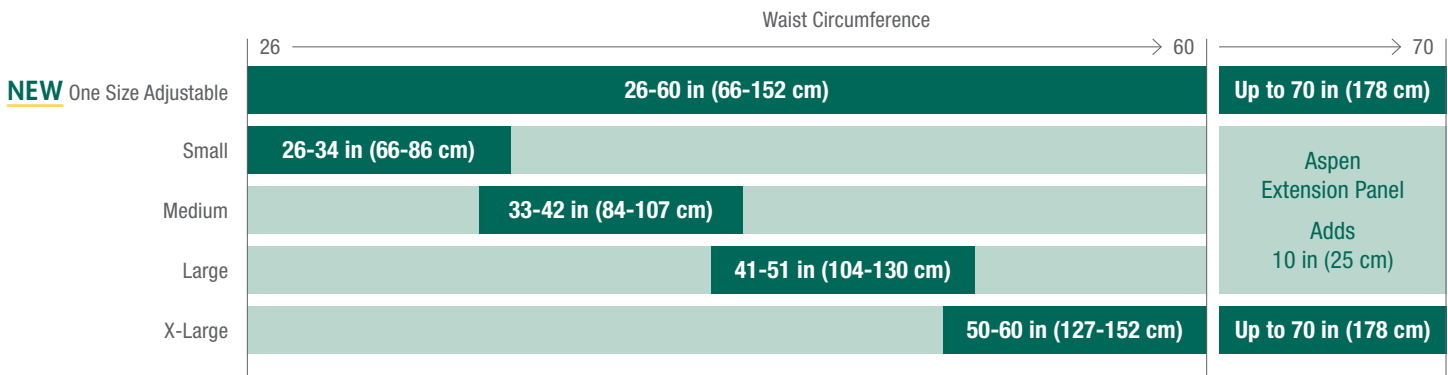 Waist Circumference
26 60 70
NEW One Size Adjustable 26-60 in (66-152 cm) Up to 70 in (178 cm)
Small 26-34 in (66-86 cm)
Medium 33-42 in (84-107 cm)
Large 41-51 in (104-130 cm)
Aspen
Extension Panel
Adds
10 in (25 cm)
X-Large 50-60 in (127-152 cm) Up to 70 in (178 cm)